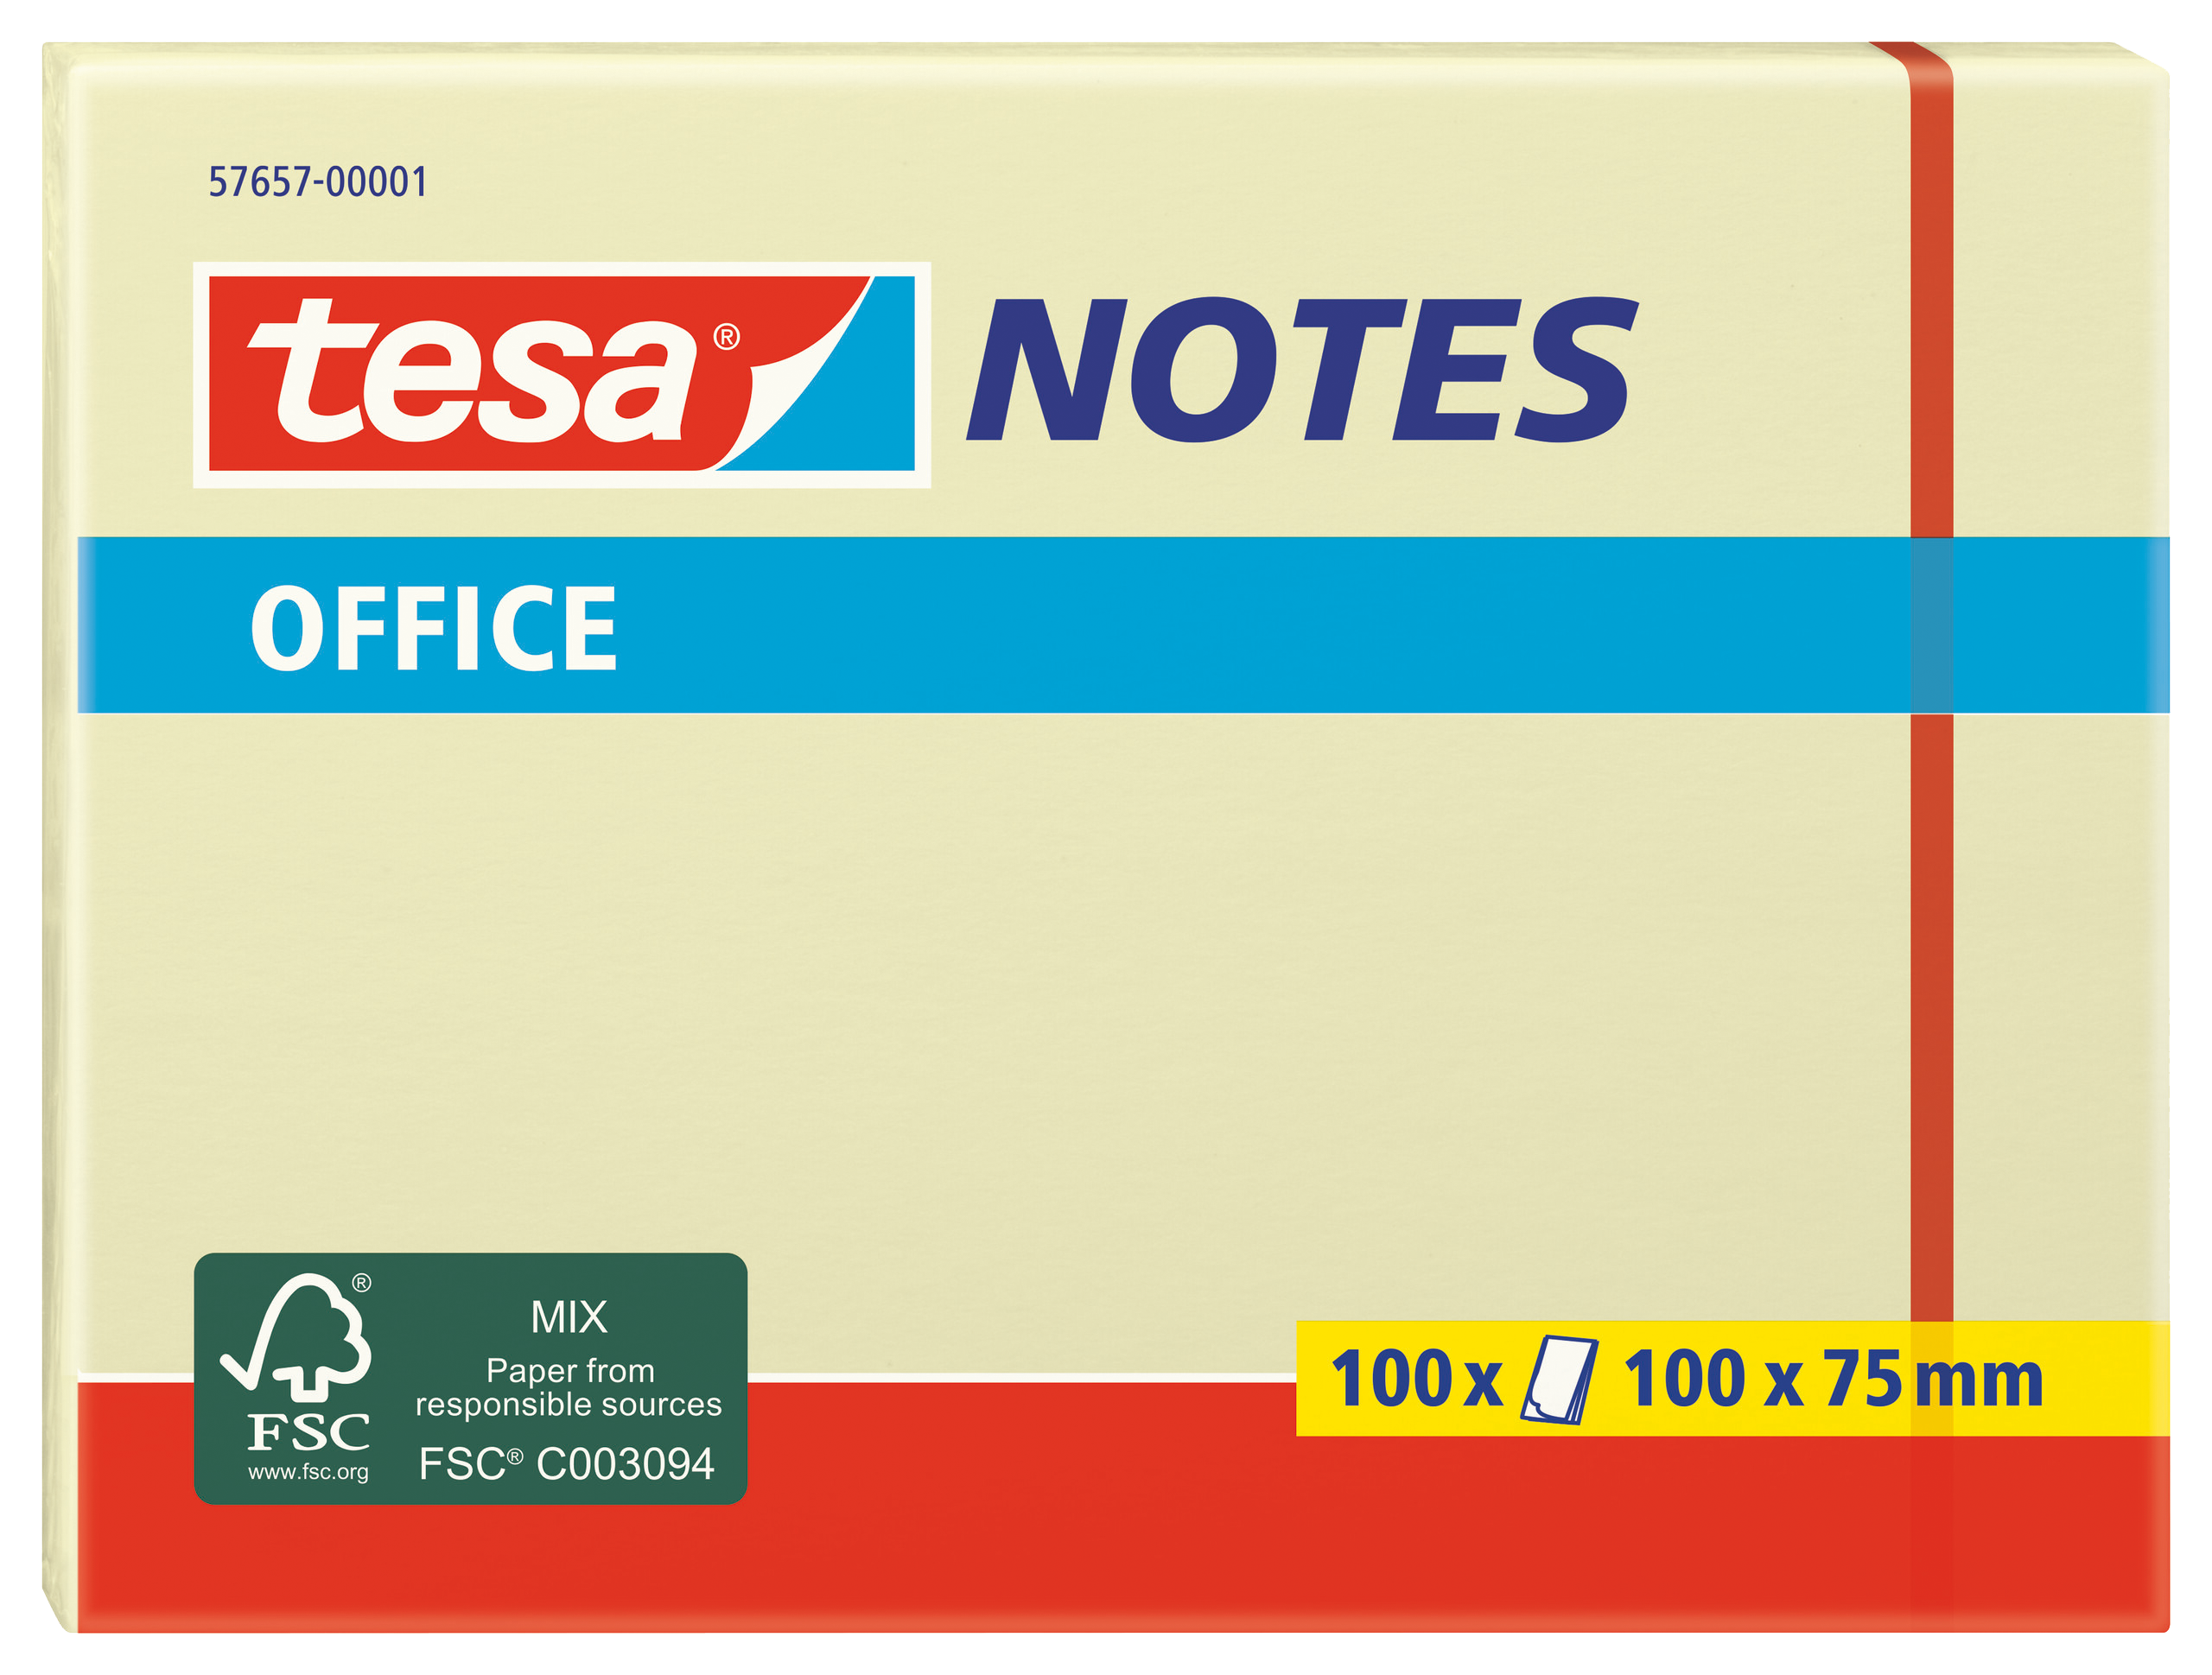 57657-00001
tesa® NOTES
OFFICE
®
MIX
Paper from
responsible sources
FSC
www.fsc.org
FSC® C003094
100 x 100 x 75 mm